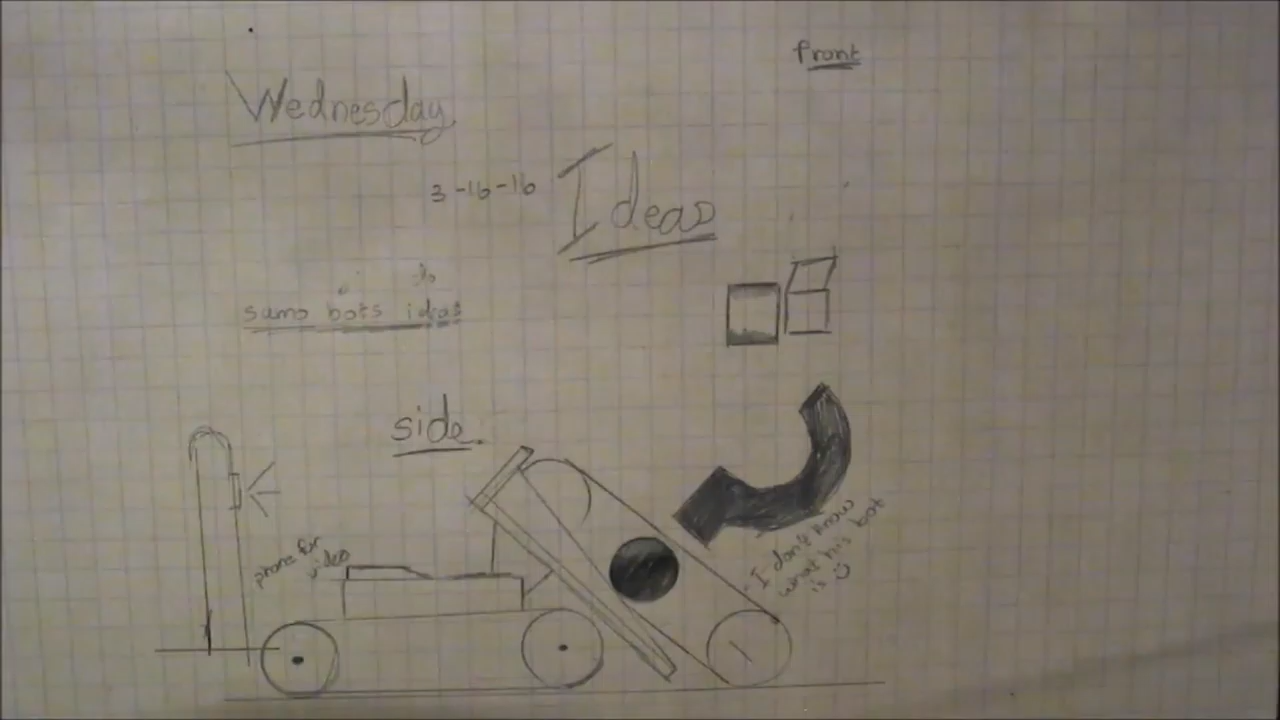 front
Wednesday
3-16-16
Ideas
sumo bots ideas
side
phone for
video
- I don't know
what his bot
is